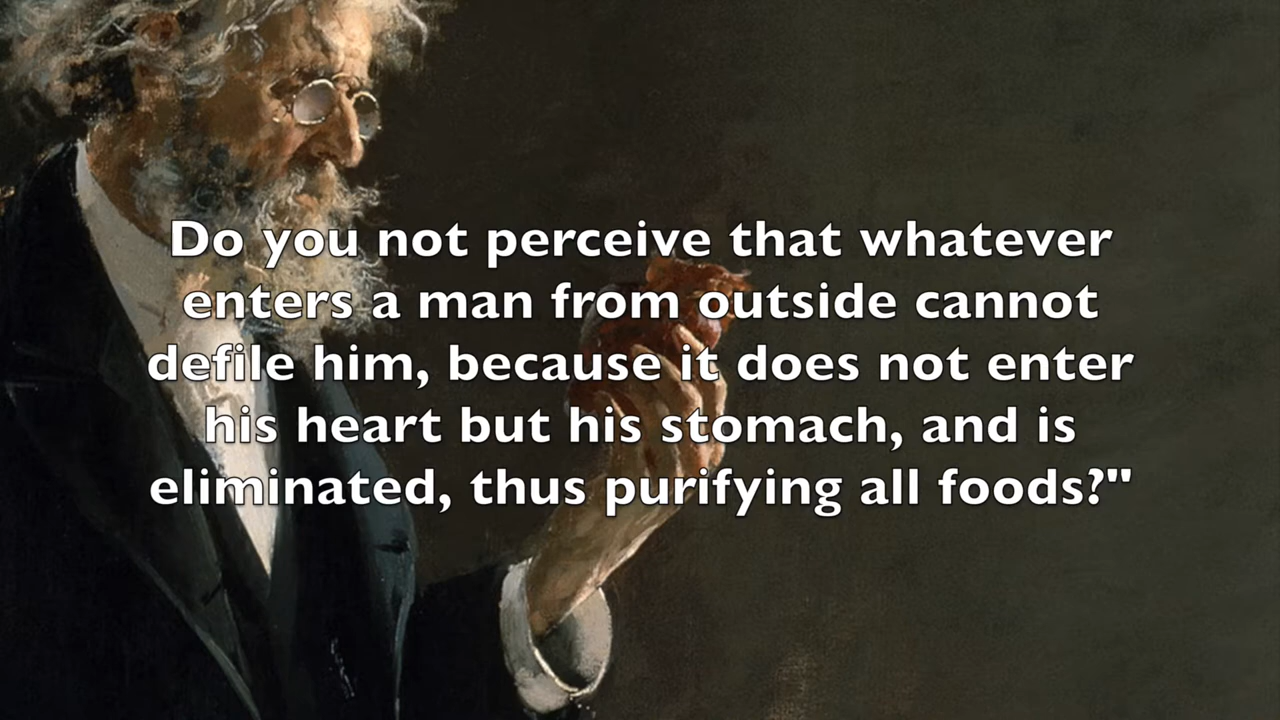 Do you not perceive that whatever
enters a man from outside cannot
defile him, because it does not enter
his heart but his stomach, and is
eliminated, thus purifying all foods?"